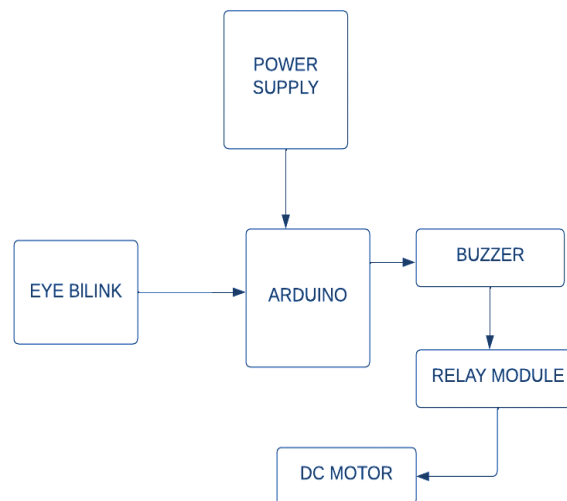 POWER
SUPPLY
EYE BILINK
ARDUINO
BUZZER
RELAY MODULE
DC MOTOR